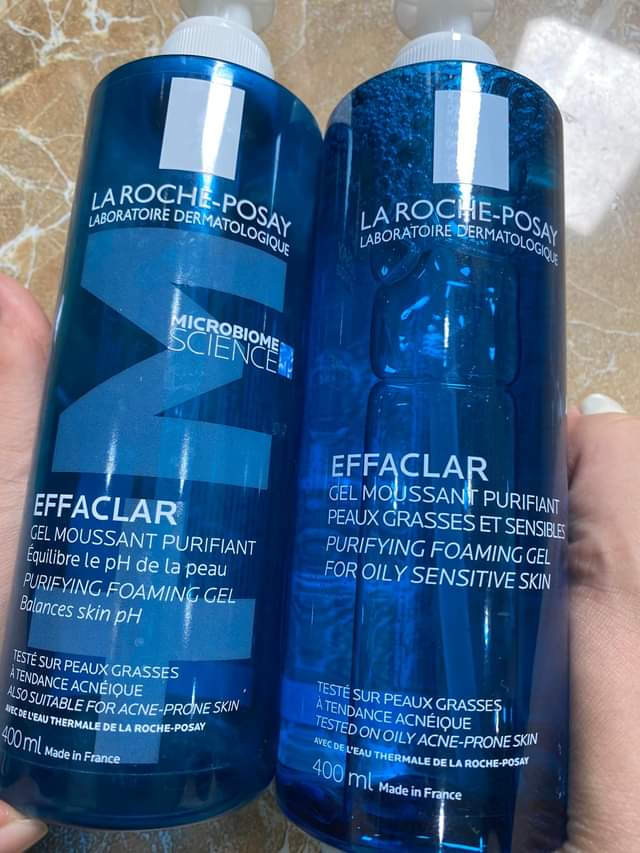 LA ROCHE-POSAY
LABORATOIRE DERMATOLOGIQUE
M
MICROBIOME
SCIENCE
EFFACLAR
GEL MOUSSANT PURIFIANT
Équilibre le pH de la peau
PURIFYING FOAMING GEL
Balances skin pH
TESTÉ SUR PEAUX GRASSES
À TENDANCE ACNÉIQUE
ALSO SUITABLE FOR ACNE-PRONE SKIN
AVEC DE L'EAU THERMALE DE LA ROCHE-POSAY
400 ml Made in France
LA ROCHE-POSAY
LABORATOIRE DERMATOLOGIQUE
EFFACLAR
GEL MOUSSANT PURIFIANT
PEAUX GRASSES ET SENSIBLES
PURIFYING FOAMING GEL
FOR OILY SENSITIVE SKIN
TESTÉ SUR PEAUX GRASSES
À TENDANCE ACNÉIQUE
TESTED ON OILY ACNE-PRONE SKIN
AVEC DE L'EAU THERMALE DE LA ROCHE-POSAY
400 ml Made in France